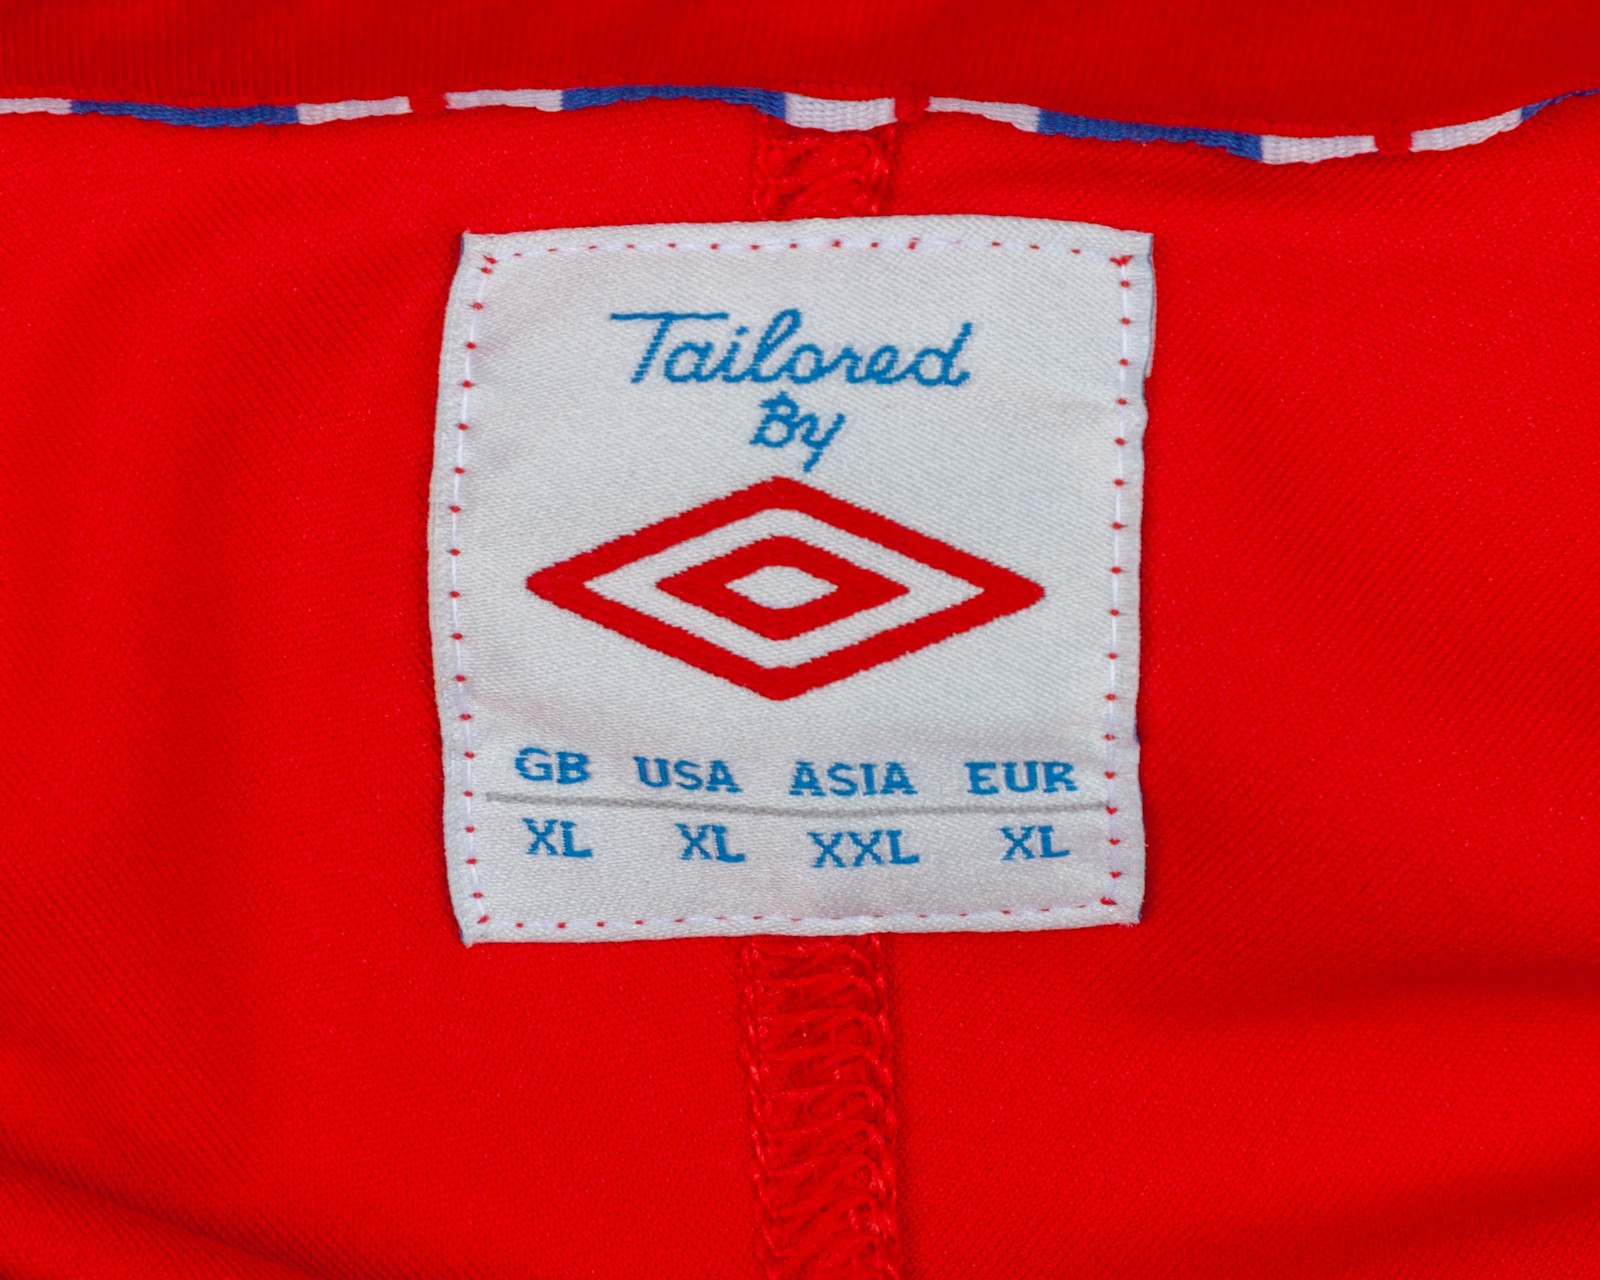 Tailored
By
GB USA ASIA EUR
XL XL XXL XL